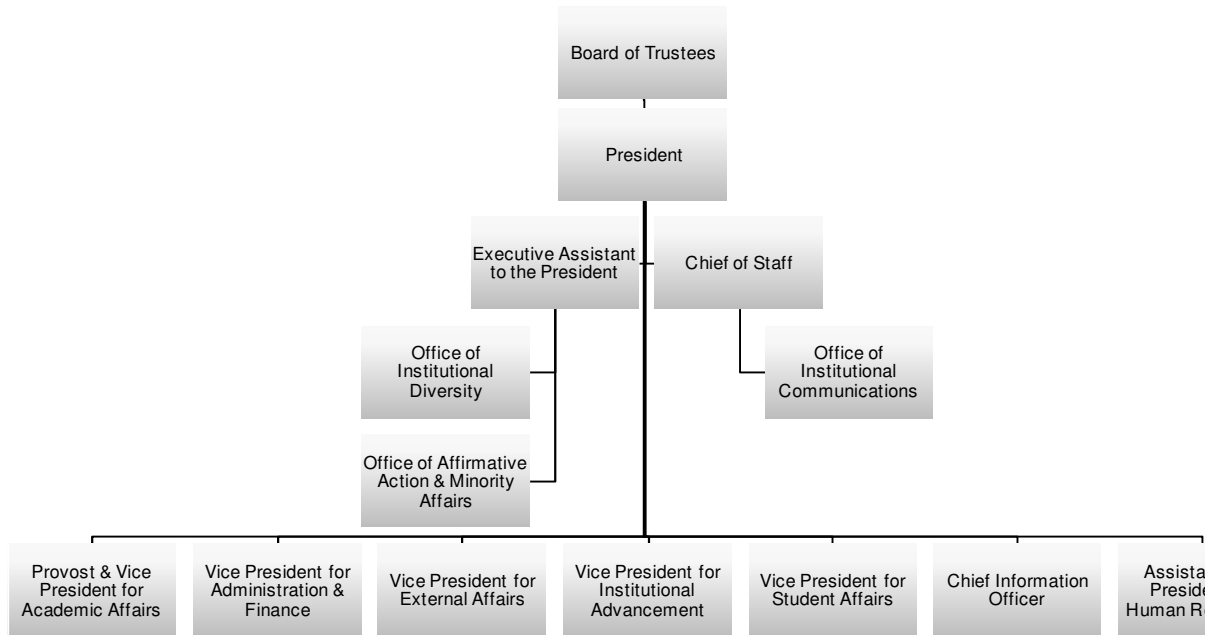 Board of Trustees
President
Executive Assistant
to the President
Chief of Staff
Office of
Institutional
Diversity
Office of
Institutional
Communications
Office of Affirmative
Action & Minority
Affairs
Provost & Vice
President for
Academic Affairs
Vice President for
Administration &
Finance
Vice President for
External Affairs
Vice President for
Institutional
Advancement
Vice President for
Student Affairs
Chief Information
Officer
Human